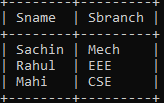 +--------+---------+
| Sname  | Sbranch |
+--------+---------+
| Sachin | Mech    |
| Rahul  | EEE     |
| Mahi   | CSE     |
+--------+---------+